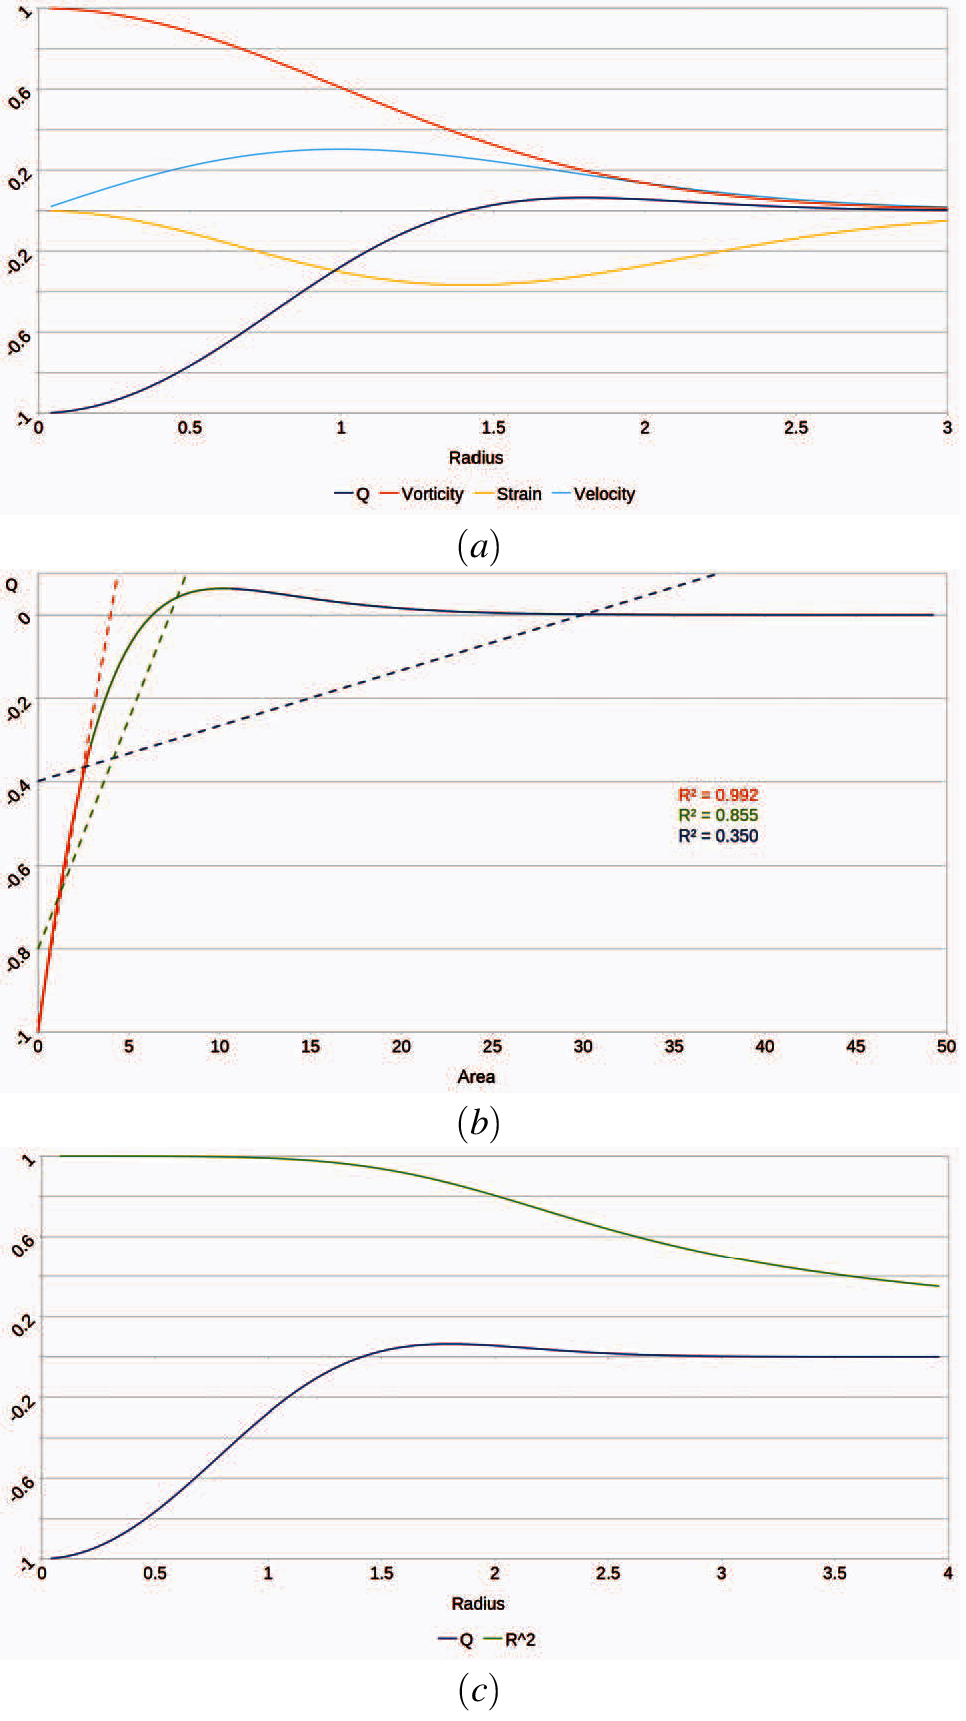 1
0.6
0.2
-0.2
-0.6
-1
0 0.5 1 1.5 2 2.5 3
Radius
Q Vorticity Strain Velocity
(a)
Q
0
-0.2
-0.4
-0.6
-0.8
-1
R² = 0.992
R² = 0.855
R² = 0.350
0 5 10 15 20 25 30 35 40 45 50
Area
(b)
1
0.6
0.2
-0.2
-0.6
-1
0 0.5 1 1.5 2 2.5 3 3.5 4
Radius
Q R^2
(c)